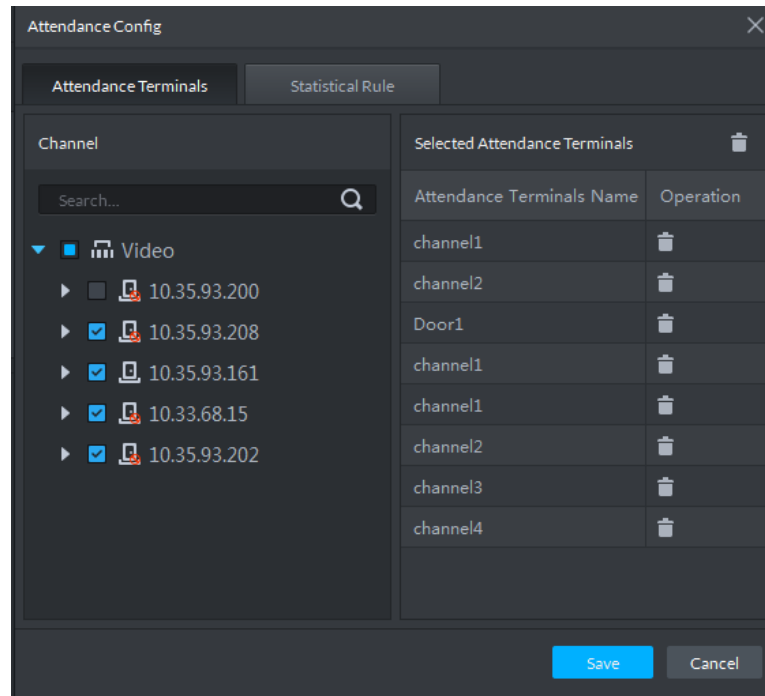 Attendance Config
Attendance Terminals
Statistical Rule
Channel
Search...
Video
10.35.93.200
10.35.93.208
10.35.93.161
10.33.68.15
10.35.93.202
Selected Attendance Terminals
Attendance Terminals Name Operation
channel1
channel2
Door1
channel1
channel1
channel2
channel3
channel4
Save
Cancel